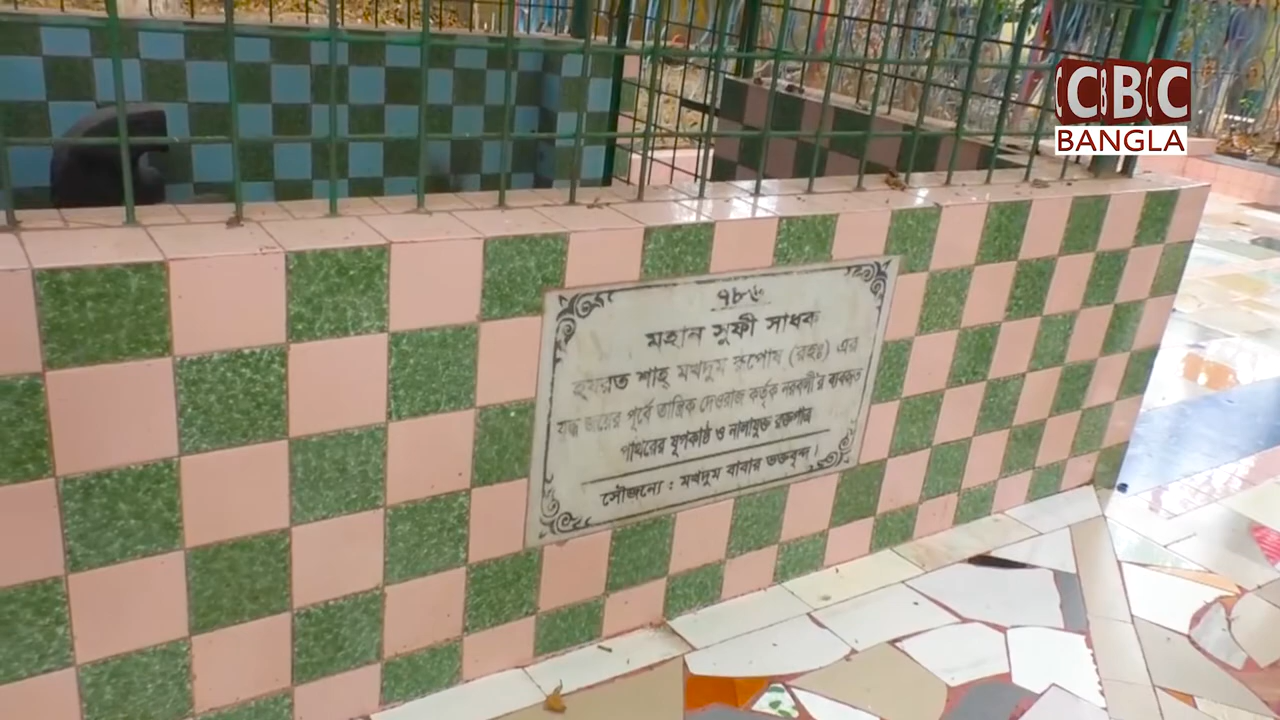 CBC
BANGLA
৭৮৬
মহান সুফী সাধক
হযরত শাহ্ মখদুম রুপোষ (রহঃ) এর
যুদ্ধ জয়ের পূর্বে তান্ত্রিক দেওরাজ কর্তৃক নরবলী'র ব্যবহৃত
পাথরের যূপকাষ্ঠ ও নালাযুক্ত রক্তপাত্র
সৌজন্যে : মখদুম বাবার ভক্তবৃন্দ।